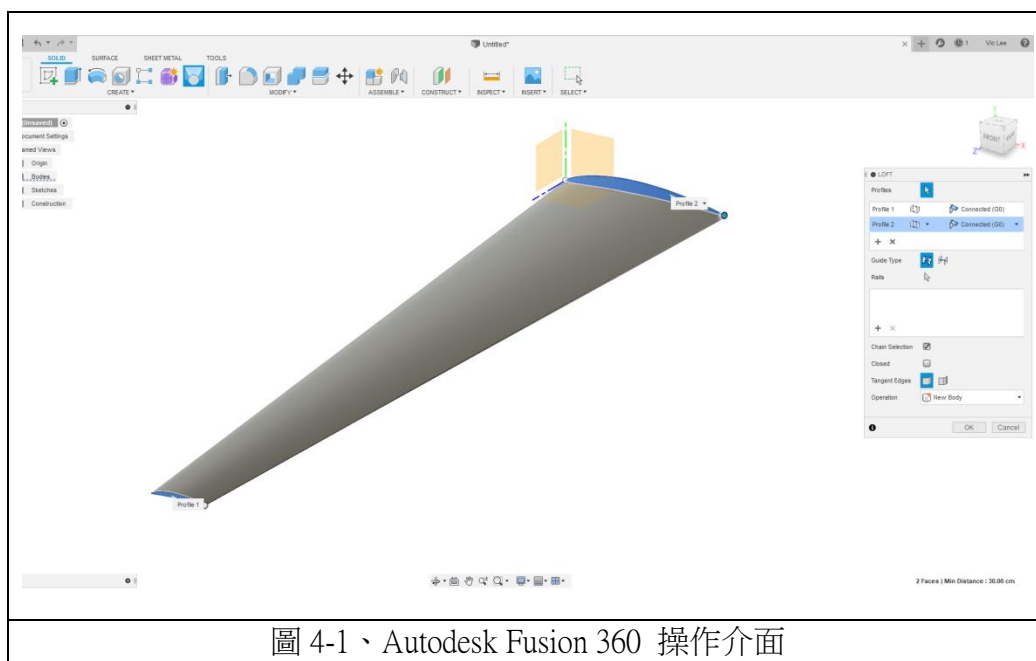 Untitled*
1 Vic Lee
SOLID SURFACE SHEET METAL TOOLS
CREATE MODIFY ASSEMBLE CONSTRUCT INSPECT INSERT SELECT
(Unsaved)
ocument Settings
amed Views
Origin
Bodies
Sketches
Construction
FRONT
Y
Z
X
LOFT
Profiles
Profile 1 Connected (G0)
Profile 2 Connected (G0)
Guide Type
Rails
Chain Selection
Closed
Tangent Edges
Operation New Body
OK Cancel
Profile 2
Profile 1
2 Faces | Min Distance : 30.00 cm
圖 4-1、Autodesk Fusion 360 操作介面